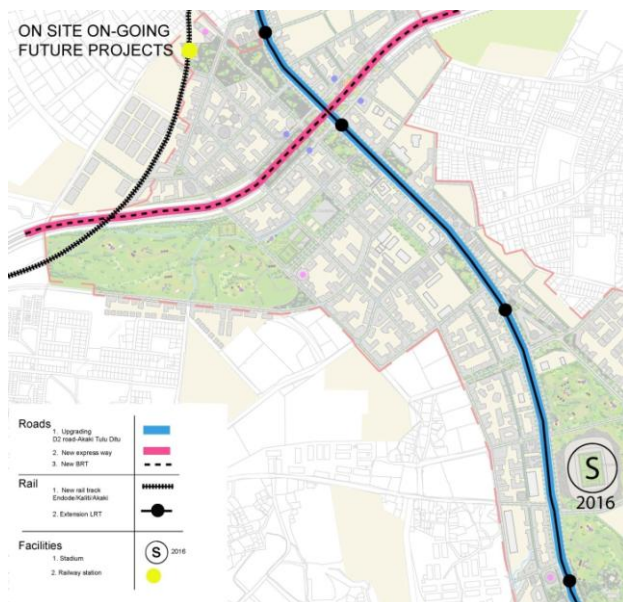 ON SITE ON-GOING
FUTURE PROJECTS
S
2016
Roads
1. Upgrading
D2 road-Akaki Tulu Ditu
2. New express way
3. New BRT
Rail
1. New rail track
Endode/Kaliti/Akaki
2. Extension LRT
Facilities
1. Stadium
S 2016
2. Railway station